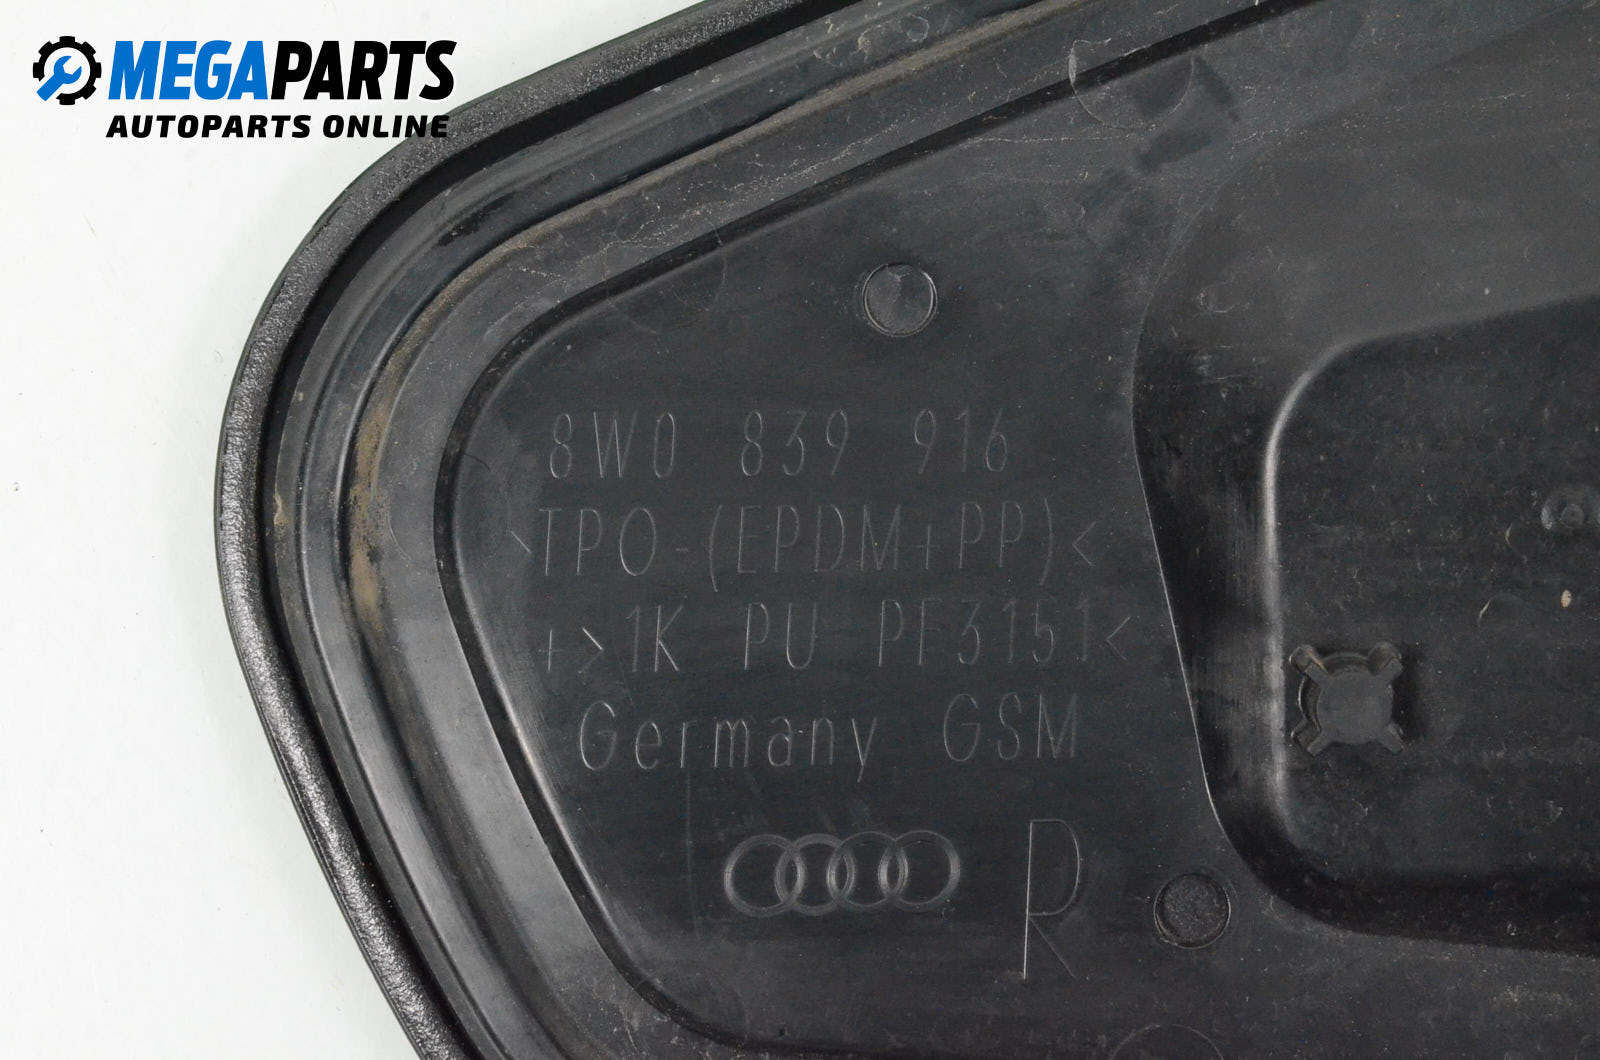 MEGAPARTS
AUTOPARTS ONLINE
8W0 839 916
>TPO-(EPDM+PP)<
+>1K PU PF3151<
Germany GSM
R